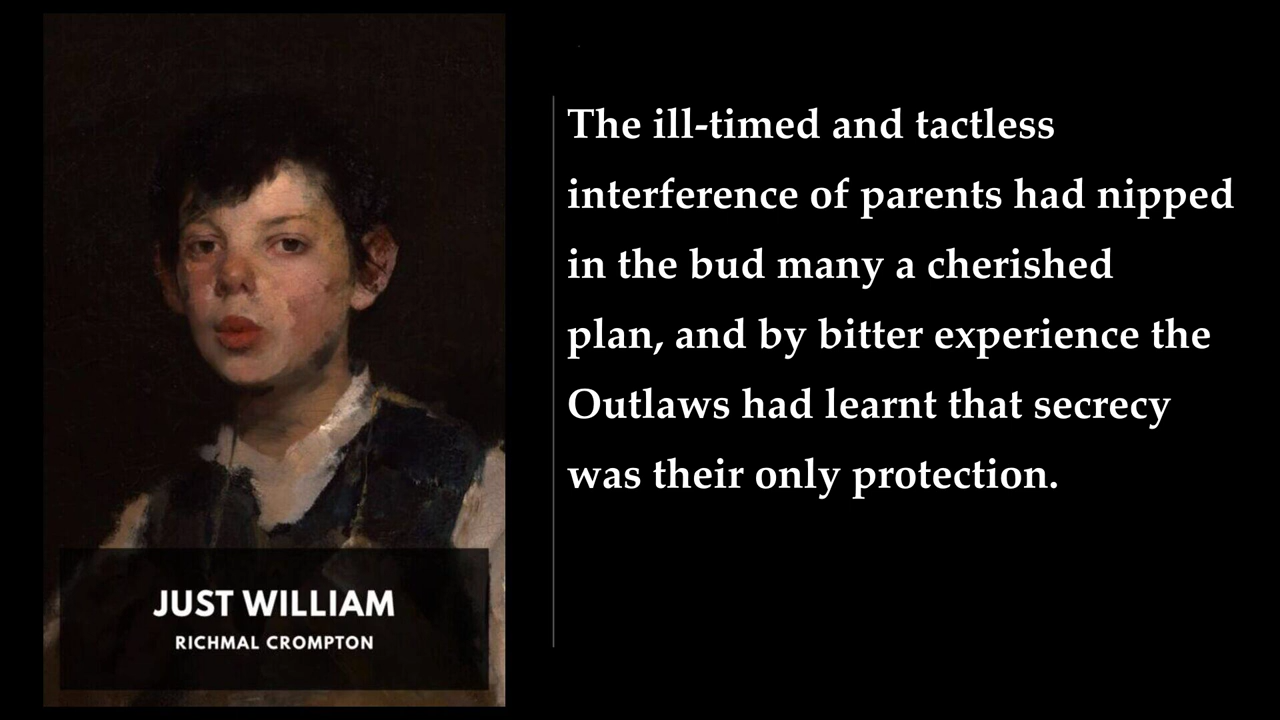 JUST WILLIAM
RICHMAL CROMPTON
The ill-timed and tactless
interference of parents had nipped
in the bud many a cherished
plan, and by bitter experience the
Outlaws had learnt that secrecy
was their only protection.